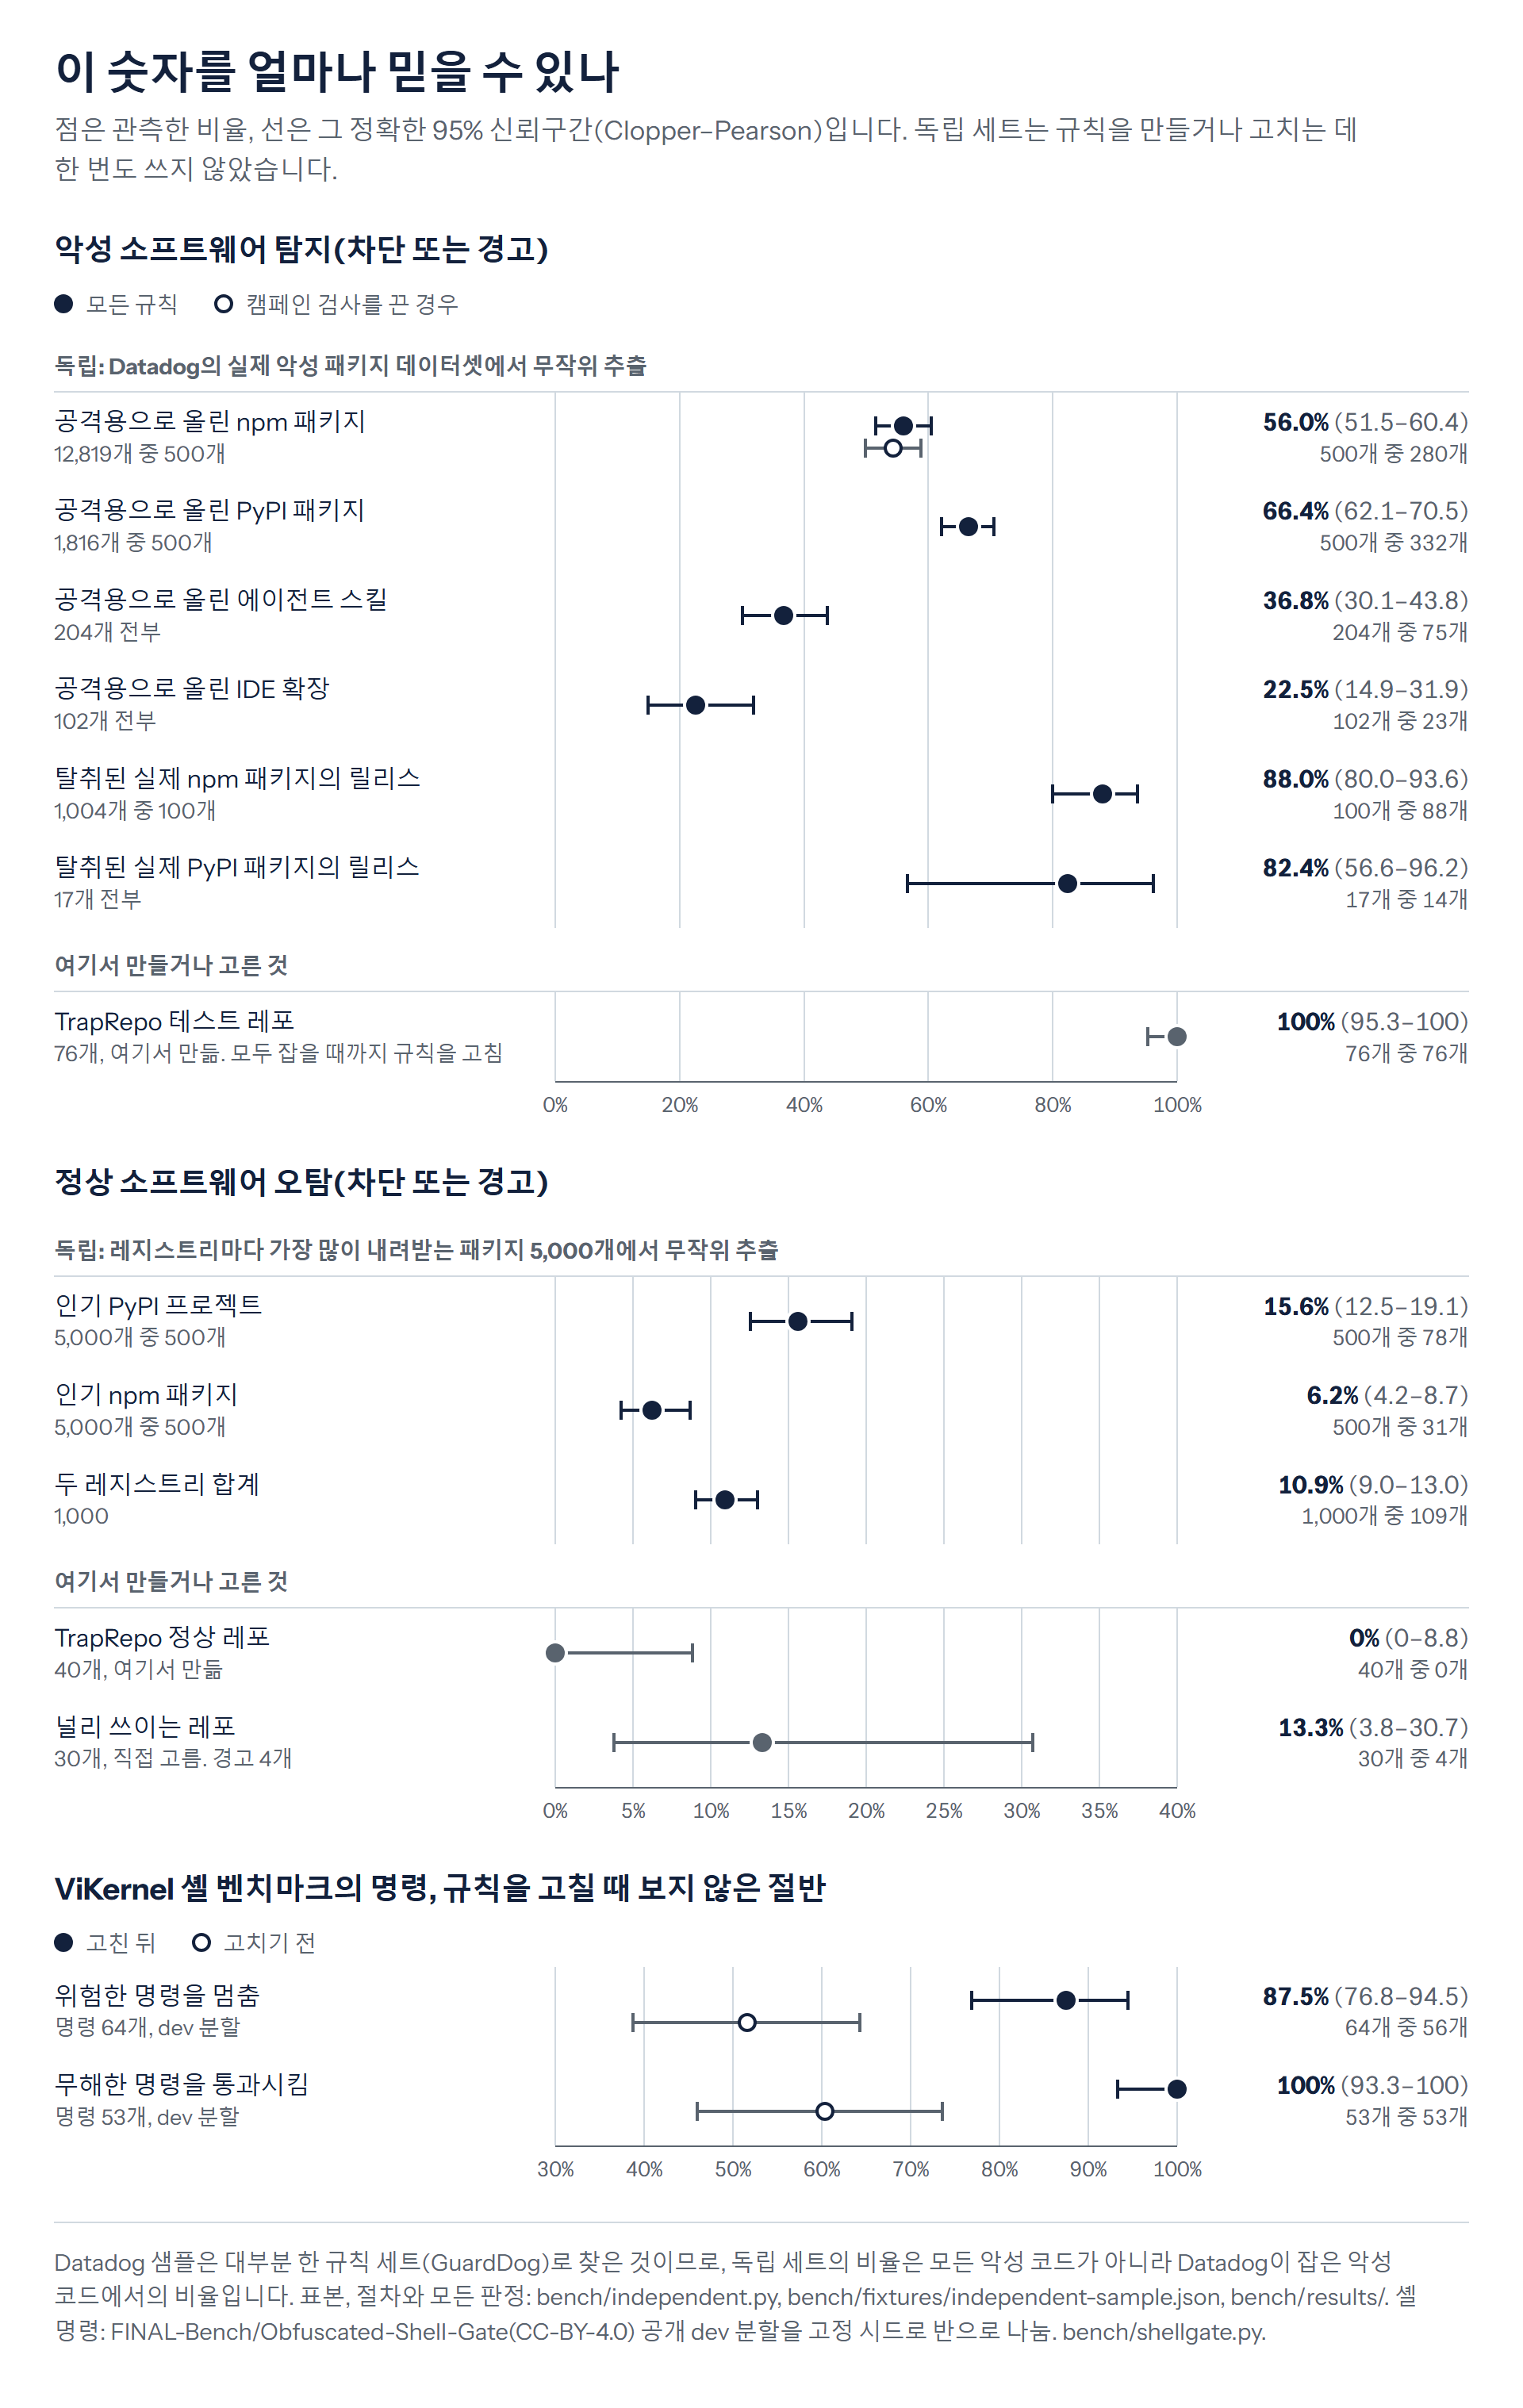 이 숫자를 얼마나 믿을 수 있나
점은 관측한 비율, 선은 그 정확한 95% 신뢰구간(Clopper–Pearson)입니다. 독립 세트는 규칙을 만들거나 고치는 데
한 번도 쓰지 않았습니다.
악성 소프트웨어 탐지(차단 또는 경고)
모든 규칙 캠페인 검사를 끈 경우
독립: Datadog의 실제 악성 패키지 데이터셋에서 무작위 추출
공격용으로 올린 npm 패키지 56.0% (51.5–60.4)
12,819개 중 500개 500개 중 280개
공격용으로 올린 PyPI 패키지 66.4% (62.1–70.5)
1,816개 중 500개 500개 중 332개
공격용으로 올린 에이전트 스킬 36.8% (30.1–43.8)
204개 전부 204개 중 75개
공격용으로 올린 IDE 확장 22.5% (14.9–31.9)
102개 전부 102개 중 23개
탈취된 실제 npm 패키지의 릴리스 88.0% (80.0–93.6)
1,004개 중 100개 100개 중 88개
탈취된 실제 PyPI 패키지의 릴리스 82.4% (56.6–96.2)
17개 전부 17개 중 14개
여기서 만들거나 고른 것
TrapRepo 테스트 레포 100% (95.3–100)
76개, 여기서 만듦. 모두 잡을 때까지 규칙을 고침 76개 중 76개
0% 20% 40% 60% 80% 100%
정상 소프트웨어 오탐(차단 또는 경고)
독립: 레지스트리마다 가장 많이 내려받는 패키지 5,000개에서 무작위 추출
인기 PyPI 프로젝트 15.6% (12.5–19.1)
5,000개 중 500개 500개 중 78개
인기 npm 패키지 6.2% (4.2–8.7)
5,000개 중 500개 500개 중 31개
두 레지스트리 합계 10.9% (9.0–13.0)
1,000 1,000개 중 109개
여기서 만들거나 고른 것
TrapRepo 정상 레포 0% (0–8.8)
40개, 여기서 만듦 40개 중 0개
널리 쓰이는 레포 13.3% (3.8–30.7)
30개, 직접 고름. 경고 4개 30개 중 4개
0% 5% 10% 15% 20% 25% 30% 35% 40%
ViKernel 셸 벤치마크의 명령, 규칙을 고칠 때 보지 않은 절반
고친 뒤 고치기 전
위험한 명령을 멈춤 87.5% (76.8–94.5)
명령 64개, dev 분할 64개 중 56개
무해한 명령을 통과시킴 100% (93.3–100)
명령 53개, dev 분할 53개 중 53개
30% 40% 50% 60% 70% 80% 90% 100%
Datadog 샘플은 대부분 한 규칙 세트(GuardDog)로 찾은 것이므로, 독립 세트의 비율은 모든 악성 코드가 아니라 Datadog이 잡은 악성
코드에서의 비율입니다. 표본, 절차와 모든 판정: bench/independent.py, bench/fixtures/independent-sample.json, bench/results/. 셸
명령: FINAL-Bench/Obfuscated-Shell-Gate(CC-BY-4.0) 공개 dev 분할을 고정 시드로 반으로 나눔. bench/shellgate.py.